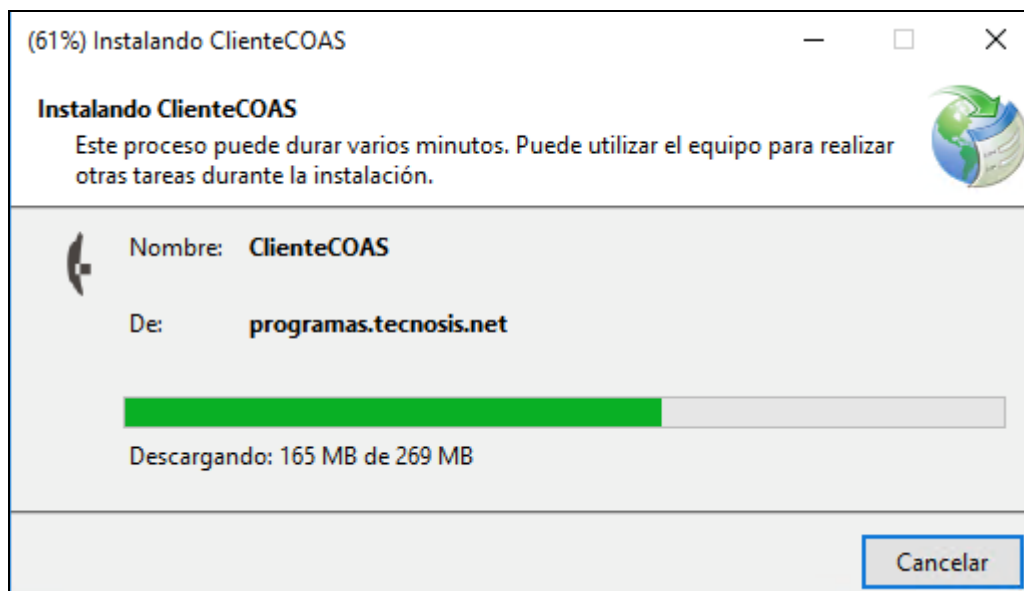 (61%) Instalando ClienteCOAS
Instalando ClienteCOAS
Este proceso puede durar varios minutos. Puede utilizar el equipo para realizar
otras tareas durante la instalación.
Nombre: ClienteCOAS
De: programas.tecnosis.net
Descargando: 165 MB de 269 MB
Cancelar